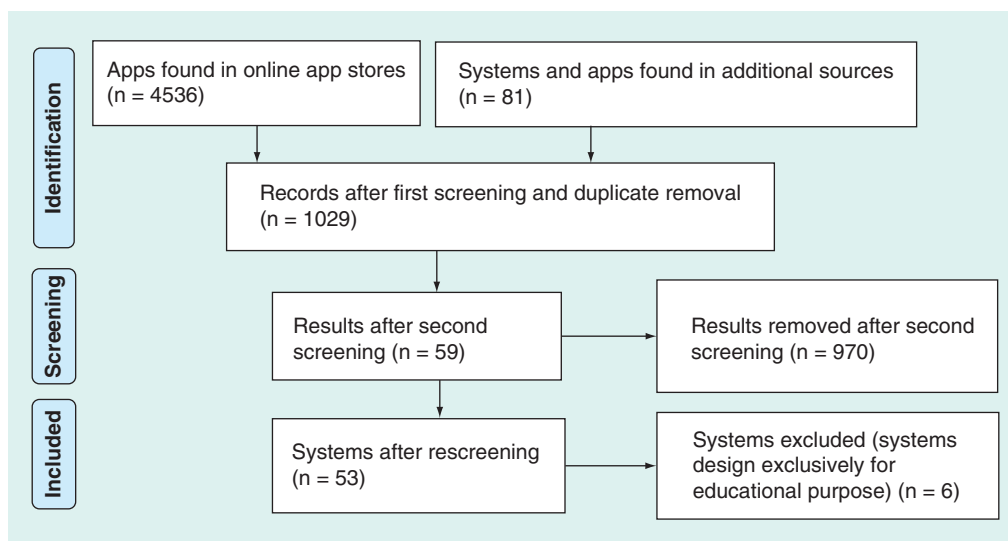 Identification
Apps found in online app stores
(n = 4536)
Systems and apps found in additional sources
(n = 81)
Records after first screening and duplicate removal
(n = 1029)
Screening
Results after second
screening (n = 59)
Results removed after second
screening (n = 970)
Included
Systems after rescreening
(n = 53)
Systems excluded (systems
design exclusively for
educational purpose) (n = 6)